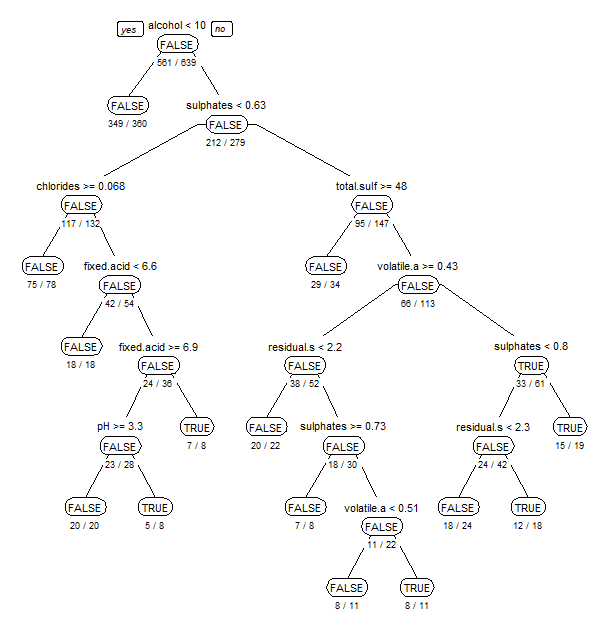 yes alcohol < 10 no
FALSE
561 / 639
FALSE
349 / 360
sulphates < 0.63
FALSE
212 / 279
chlorides >= 0.068
FALSE
117 / 132
total.sulf >= 48
FALSE
95 / 147
FALSE
75 / 78
fixed.acid < 6.6
FALSE
42 / 54
FALSE
29 / 34
volatile.a >= 0.43
FALSE
66 / 113
FALSE
18 / 18
fixed.acid >= 6.9
FALSE
24 / 36
residual.s < 2.2
FALSE
38 / 52
sulphates < 0.8
TRUE
33 / 61
pH >= 3.3
FALSE
23 / 28
TRUE
7 / 8
FALSE
20 / 22
sulphates >= 0.73
FALSE
18 / 30
residual.s < 2.3
FALSE
24 / 42
TRUE
15 / 19
FALSE
20 / 20
TRUE
5 / 8
FALSE
7 / 8
volatile.a < 0.51
FALSE
11 / 22
FALSE
18 / 24
TRUE
12 / 18
FALSE
8 / 11
TRUE
8 / 11